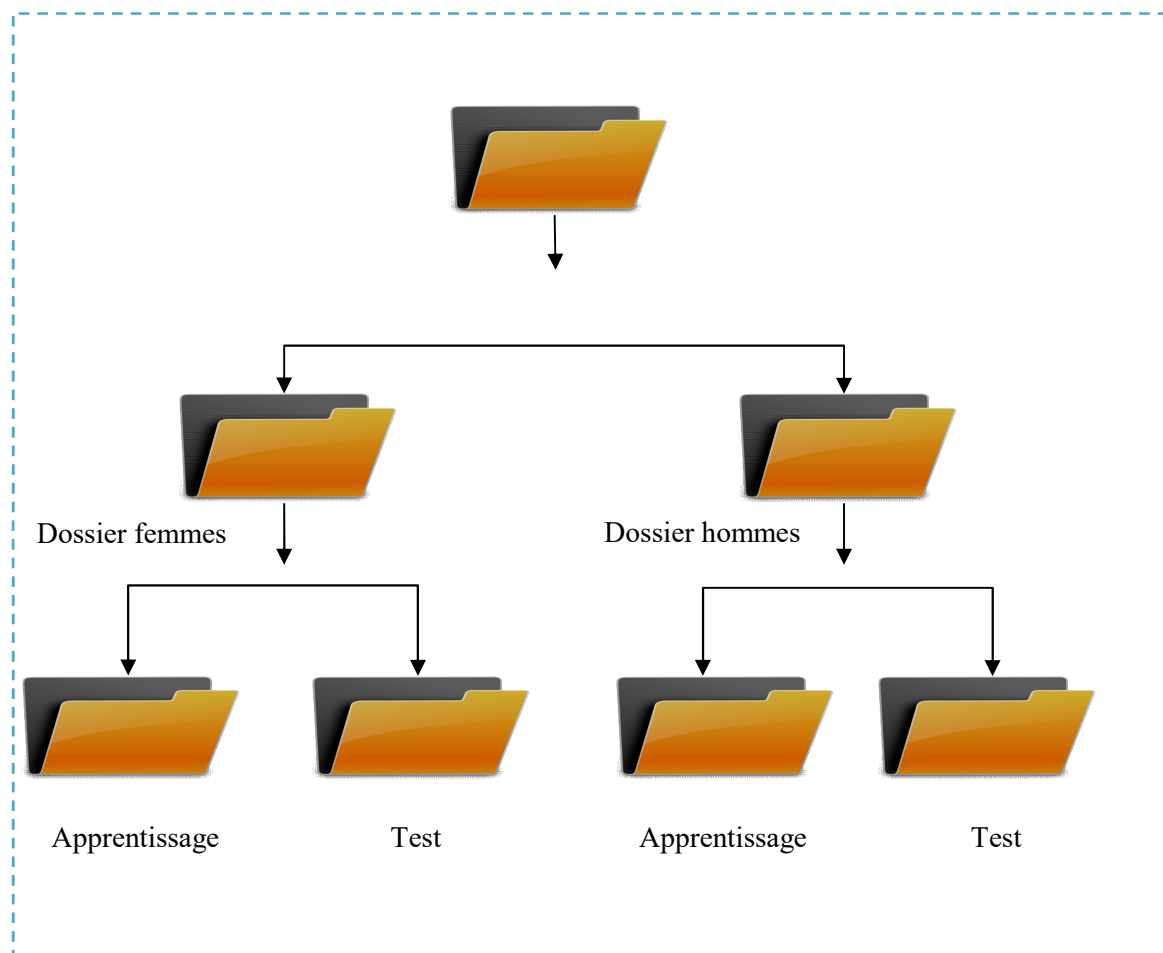 Dossier femmes
Dossier hommes
Apprentissage
Test
Apprentissage
Test